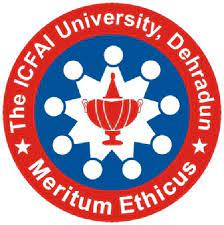 The ICFAI University, Dehradun
Meritum Ethicus